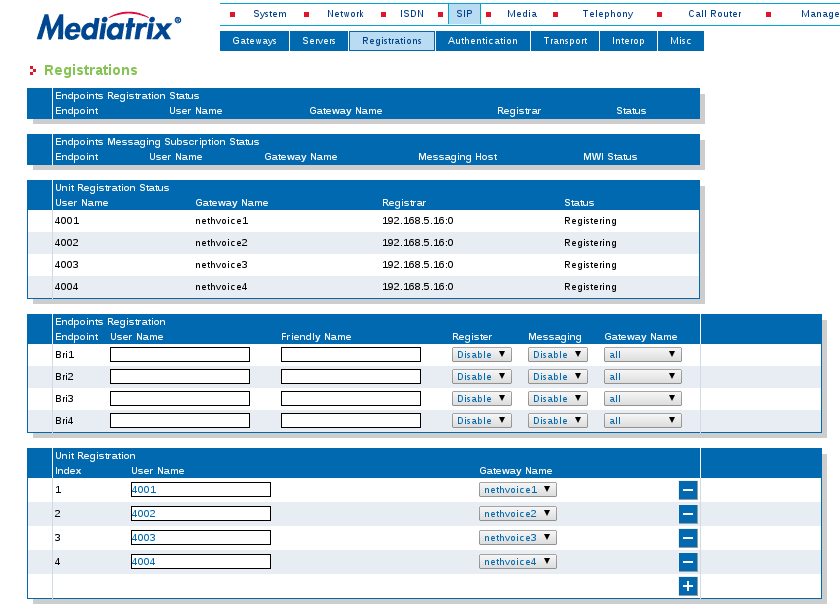 Mediatrix®
System Network ISDN SIP Media Telephony Call Router Manage
Gateways Servers Registrations Authentication Transport Interop Misc
Registrations
Endpoints Registration Status
Endpoint User Name Gateway Name Registrar Status
Endpoints Messaging Subscription Status
Endpoint User Name Gateway Name Messaging Host MWI Status
Unit Registration Status
User Name Gateway Name Registrar Status
4001 nethvoice1 192.168.5.16:0 Registering
4002 nethvoice2 192.168.5.16:0 Registering
4003 nethvoice3 192.168.5.16:0 Registering
4004 nethvoice4 192.168.5.16:0 Registering
Endpoints Registration
Endpoint User Name Friendly Name Register Messaging Gateway Name
Bri1 Disable Disable all
Bri2 Disable Disable all
Bri3 Disable Disable all
Bri4 Disable Disable all
Unit Registration
Index User Name Gateway Name
1 4001 nethvoice1
2 4002 nethvoice2
3 4003 nethvoice3
4 4004 nethvoice4